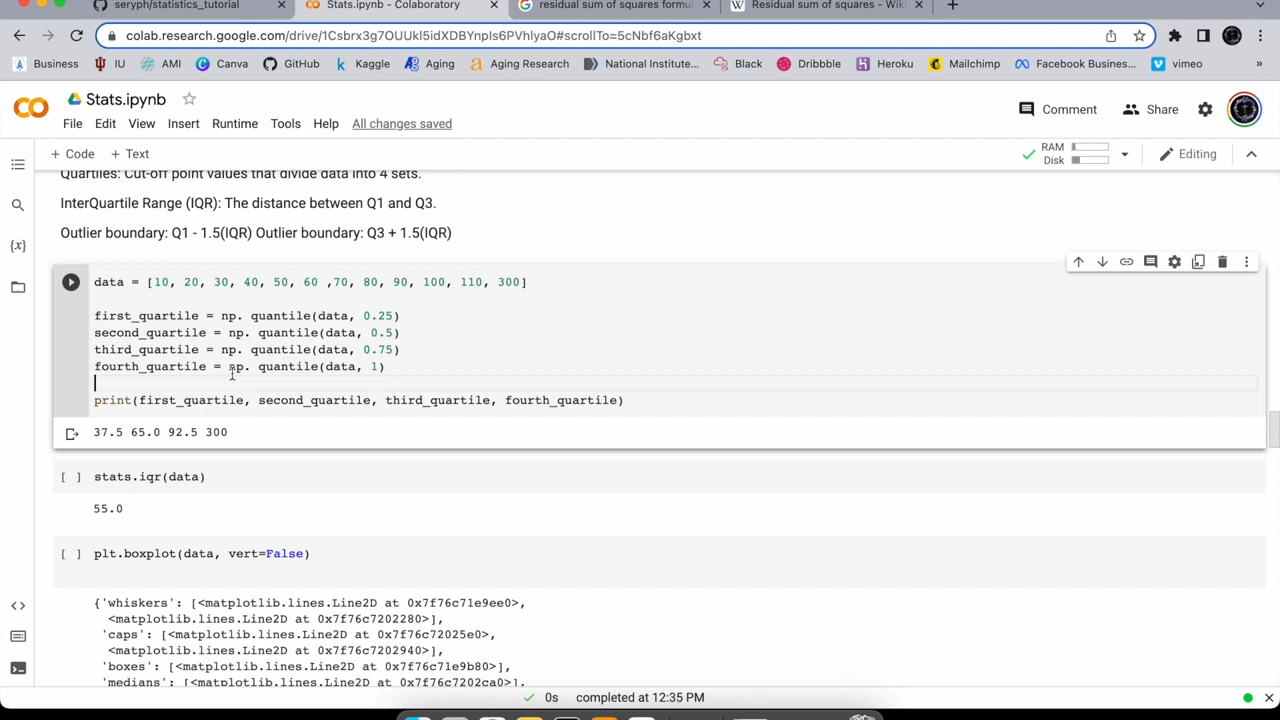 seryph/statistics_tutorial
Stats.ipynb - Colaboratory
residual sum of squares formul
Residual sum of squares - Wiki
colab.research.google.com/drive/1Csbrx3g7OUUkl5idXDBYnpIs6PVhlyaO#scrollTo=5cNbf6aKgbxt
Business IU AMI Canva GitHub Kaggle Aging Aging Research National Institute... Black Dribbble Heroku Mailchimp Facebook Busines... vimeo »
Stats.ipynb
Comment Share
File Edit View Insert Runtime Tools Help All changes saved
+ Code + Text
RAM
Disk
Editing
Quartiles: Cut-off point values that divide data into 4 sets.
InterQuartile Range (IQR): The distance between Q1 and Q3.
Outlier boundary: Q1 - 1.5(IQR) Outlier boundary: Q3 + 1.5(IQR)
data = [10, 20, 30, 40, 50, 60 ,70, 80, 90, 100, 110, 300]
first_quartile = np. quantile(data, 0.25)
second_quartile = np. quantile(data, 0.5)
third_quartile = np. quantile(data, 0.75)
fourth_quartile = np. quantile(data, 1)
print(first_quartile, second_quartile, third_quartile, fourth_quartile)
37.5 65.0 92.5 300
[ ] stats.iqr(data)
55.0
[ ] plt.boxplot(data, vert=False)
{'whiskers': [<matplotlib.lines.Line2D at 0x7f76c71e9ee0>,
<matplotlib.lines.Line2D at 0x7f76c7202280>],
'caps': [<matplotlib.lines.Line2D at 0x7f76c72025e0>,
<matplotlib.lines.Line2D at 0x7f76c7202940>],
'boxes': [<matplotlib.lines.Line2D at 0x7f76c71e9b80>],
'medians': [<matplotlib.lines.Line2D at 0x7f76c7202ca0>],
0s completed at 12:35 PM